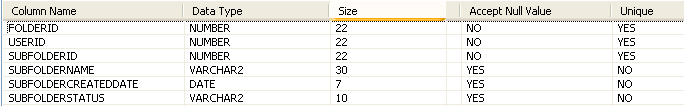 Column Name Data Type Size Accept Null Value Unique
FOLDERID NUMBER 22 NO YES
USERID NUMBER 22 NO YES
SUBFOLDERID NUMBER 22 NO YES
SUBFOLDERNAME VARCHAR2 30 YES NO
SUBFOLDERCREATEDDATE DATE 7 YES NO
SUBFOLDERSTATUS VARCHAR2 10 YES NO